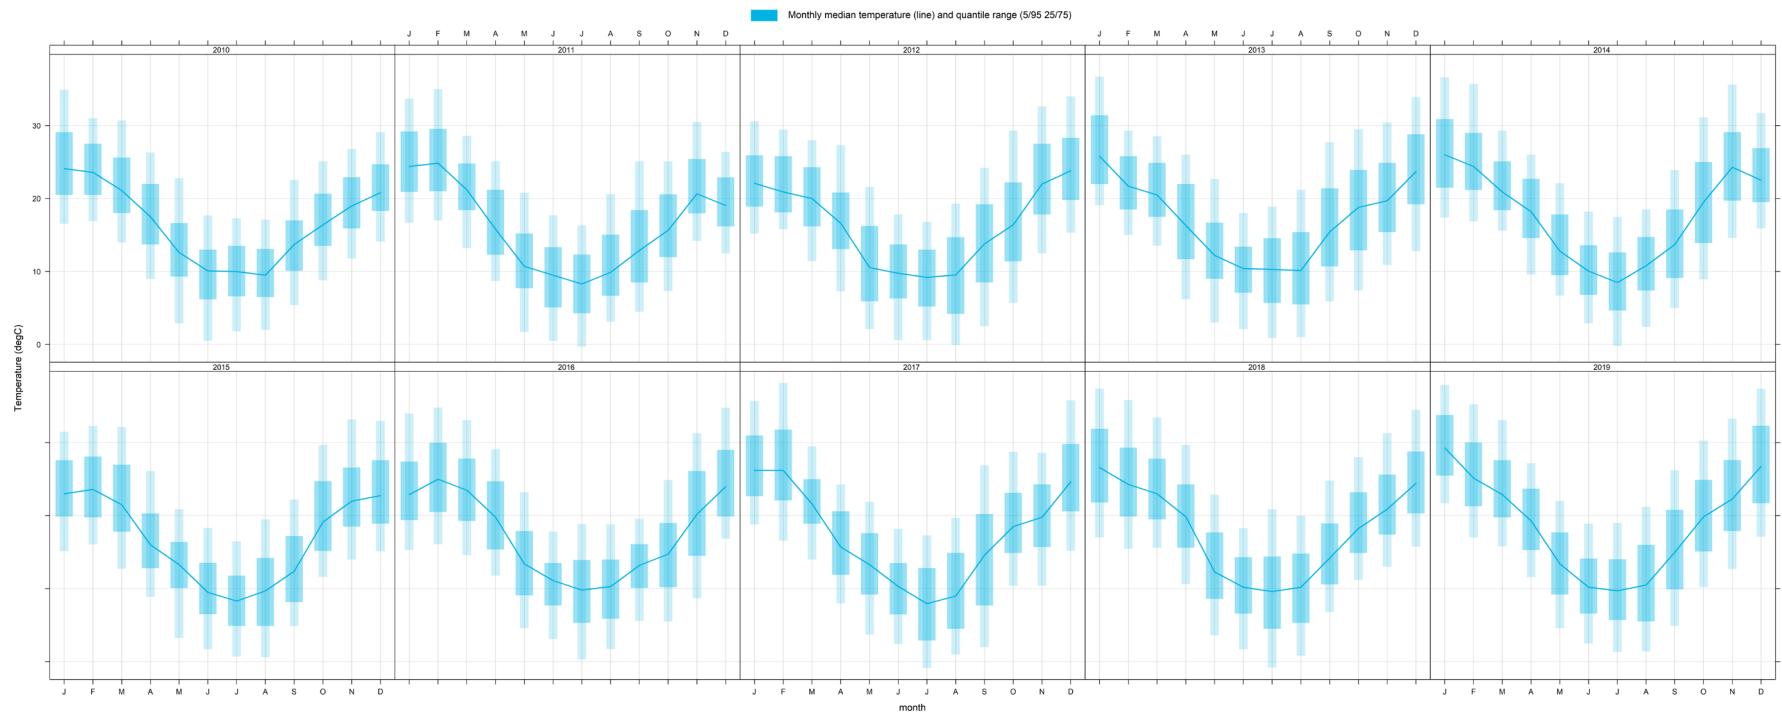 Monthly median temperature (line) and quantile range (5/95 25/75)
J F M A M J J A S O N D J F M A M J J A S O N D
2010 2011 2012 2013 2014
30
20
10
0
Temperature (degC)
2015 2016 2017 2018 2019
J F M A M J J A S O N D J F M A M J J A S O N D J F M A M J J A S O N D
month